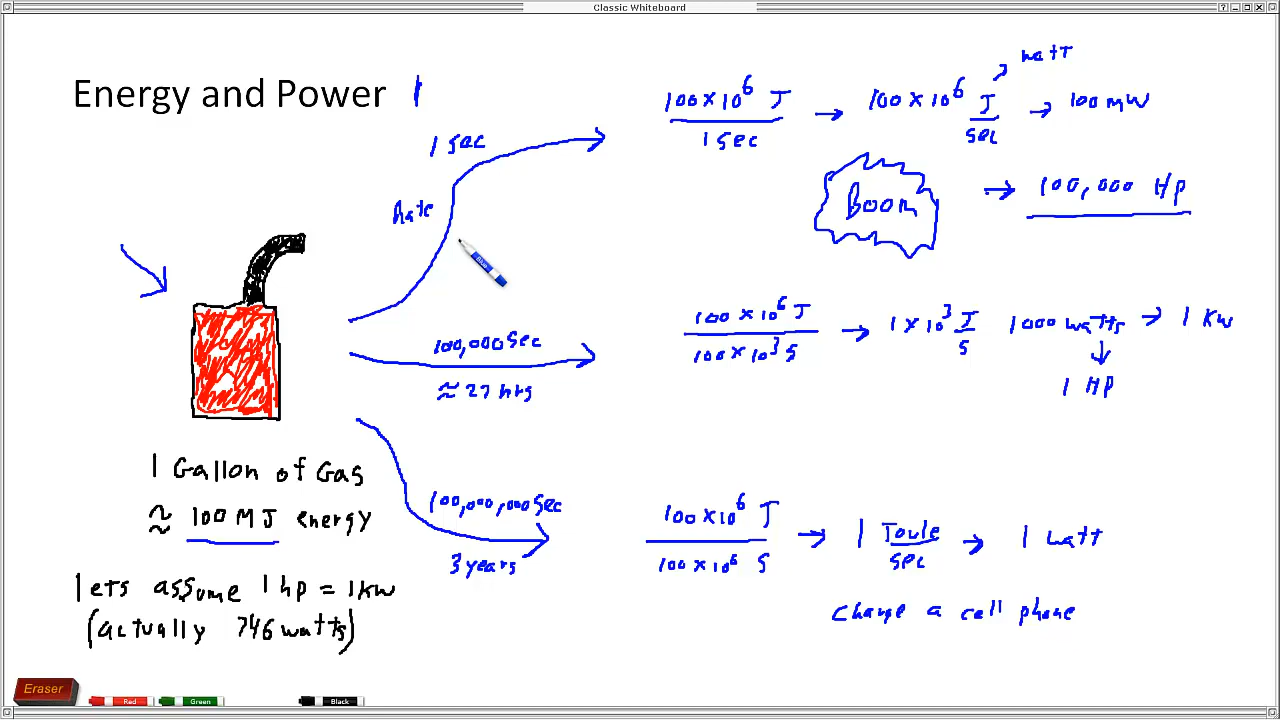 Classic Whiteboard
Energy and Power 1
1 sec
Rate
100 x 10^6 J
1 sec
→ 100 x 10^6 J
sec
watt
→ 100 mW
BOOM
→ 100,000 Hp
100,000 sec
≈ 27 hrs
100 x 10^6 J
100 x 10^3 s
→ 1 x 10^3 J
s
1000 watts → 1 kw
1 HP
1 Gallon of Gas
≈ 100 MJ energy
lets assume 1 hp = 1 kw
(actually 746 watts)
100,000,000 sec
3 years
100 x 10^6 J
100 x 10^6 s
→ 1 Joule
sec
→ 1 watt
charge a cell phone
Eraser
Red
Green
Black
Blue